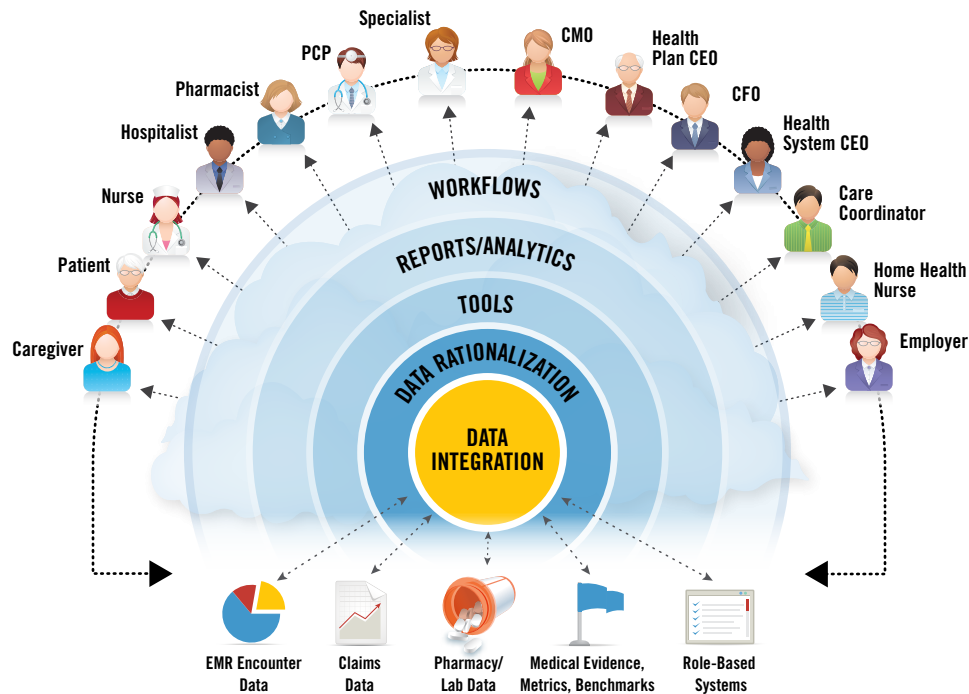 Specialist
CMO
PCP
Health
Plan CEO
Pharmacist
CFO
Hospitalist
Health
System CEO
Nurse
Care
Coordinator
Patient
Home Health
Nurse
Caregiver
Employer
WORKFLOWS
REPORTS/ANALYTICS
TOOLS
DATA RATIONALIZATION
DATA
INTEGRATION
EMR Encounter
Data
Claims
Data
Pharmacy/
Lab Data
Medical Evidence,
Metrics, Benchmarks
Role-Based
Systems